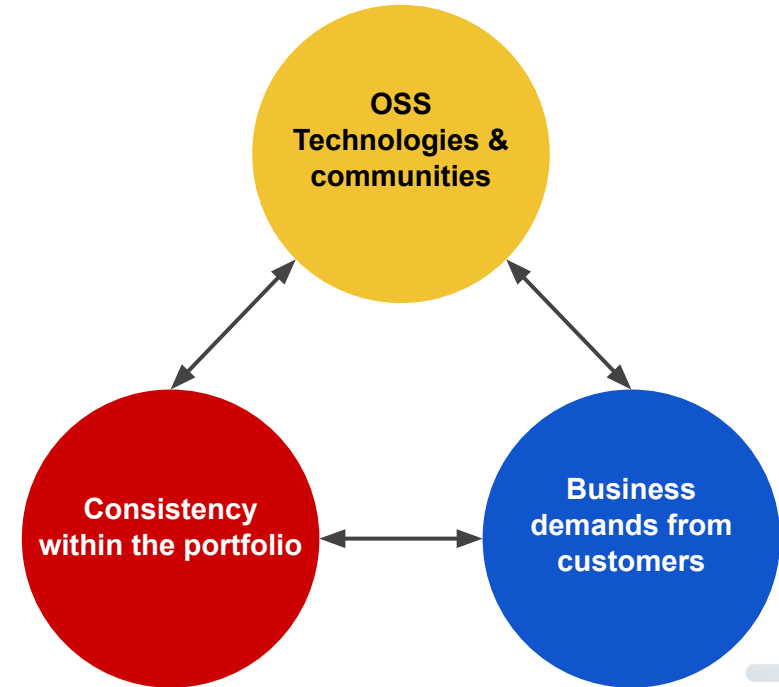 OSS
Technologies &
communities
Consistency
within the portfolio
Business
demands from
customers